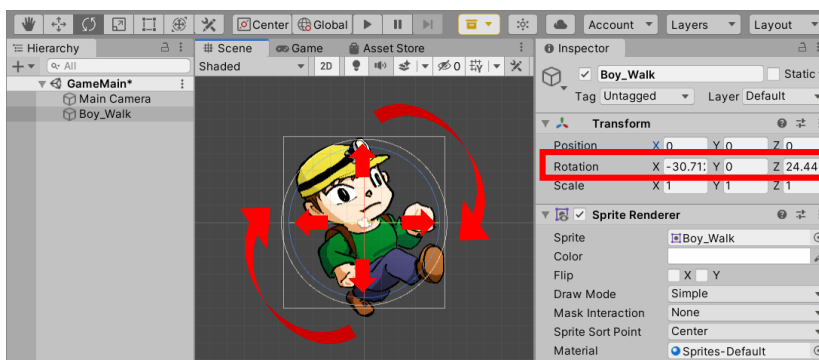 Center Global Account Layers Layout
Hierarchy
All
GameMain*
Main Camera
Boy_Walk
Scene Game Asset Store
Shaded 2D 0
Inspector
Boy_Walk Static
Tag Untagged Layer Default
Transform
Position X 0 Y 0 Z 0
Rotation X -30.71 Y 0 Z 24.44
Scale X 1 Y 1 Z 1
Sprite Renderer
Sprite Boy_Walk
Color
Flip X Y
Draw Mode Simple
Mask Interaction None
Sprite Sort Point Center
Material Sprites-Default